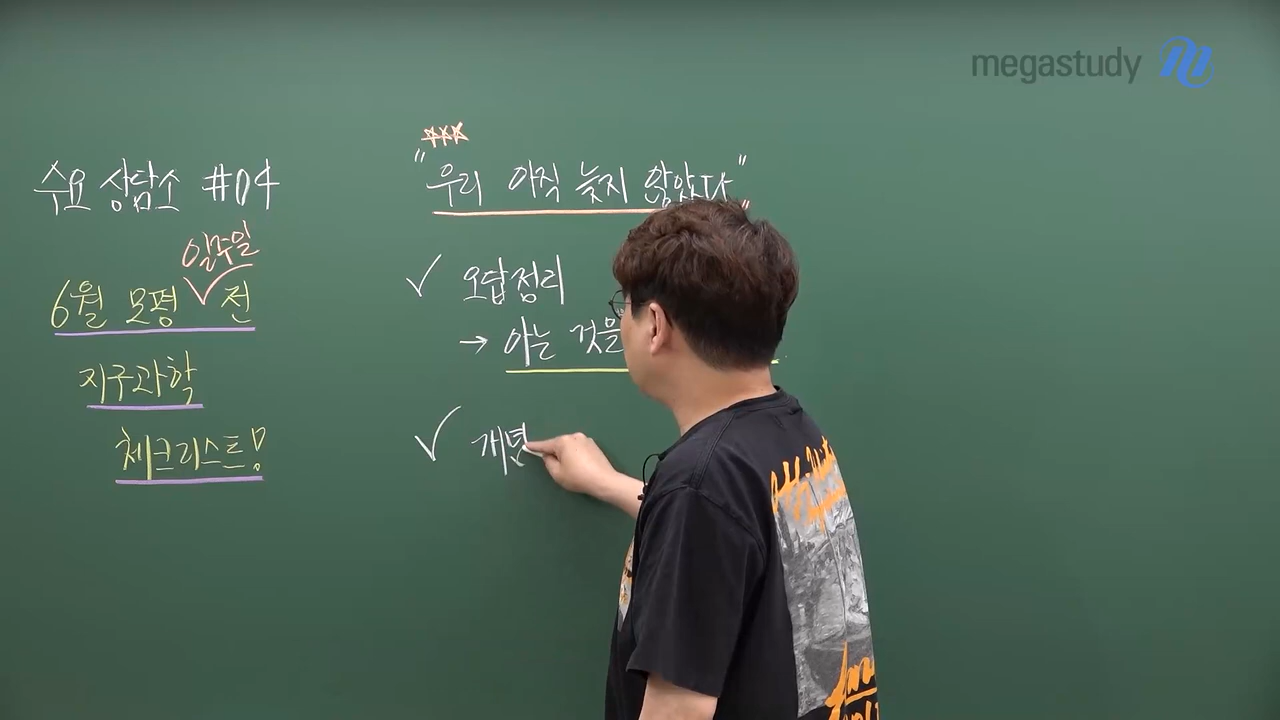 megastudy
수요 상담소 #04
일주일
6월 모평 ✓ 전
지구과학
체크리스트!
"우리 아직 늦지 않았다"
✓ 오답정리
→ 아는 것을
✓ 개념